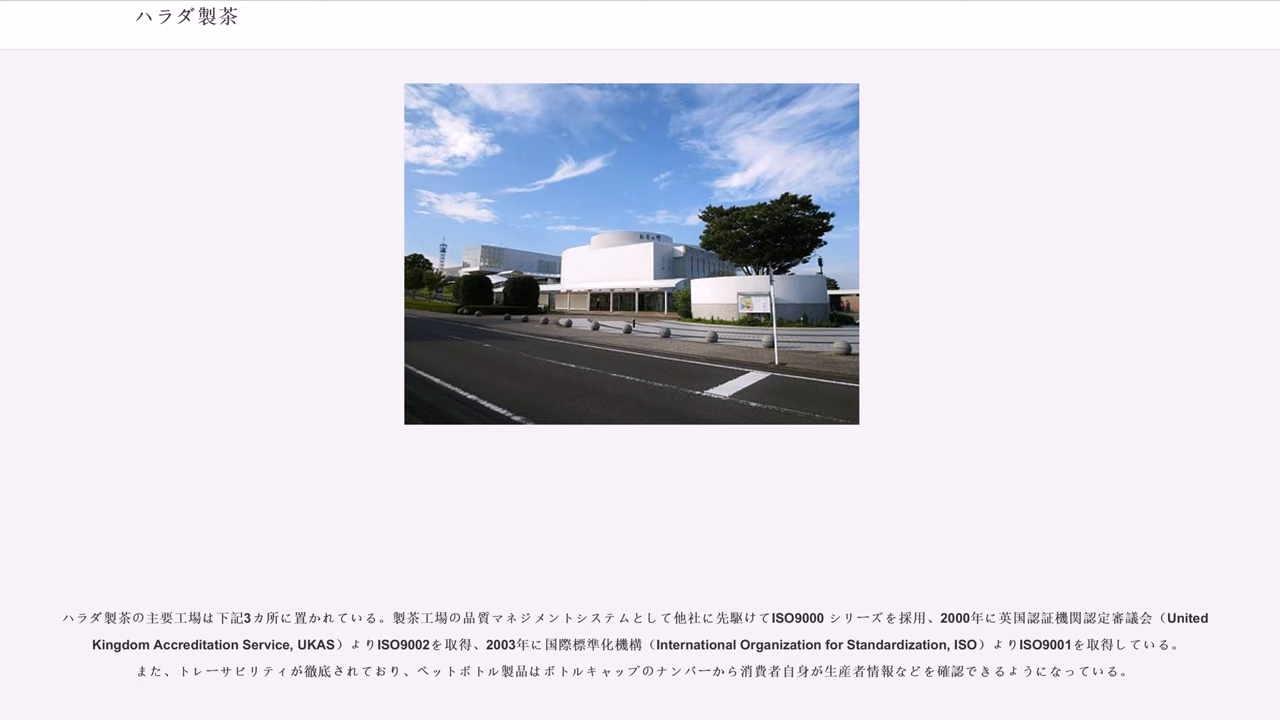 ハラダ製茶
ハラダ製茶の主要工場は下記3カ所に置かれている。製茶工場の品質マネジメントシステムとして他社に先駆けてISO9000 シリーズを採用、2000年に英国認証機関認定審議会（United
Kingdom Accreditation Service, UKAS）よりISO9002を取得、2003年に国際標準化機構（International Organization for Standardization, ISO）よりISO9001を取得している。
また、トレーサビリティが徹底されており、ペットボトル製品はボトルキャップのナンバーから消費者自身が生産者情報などを確認できるようになっている。